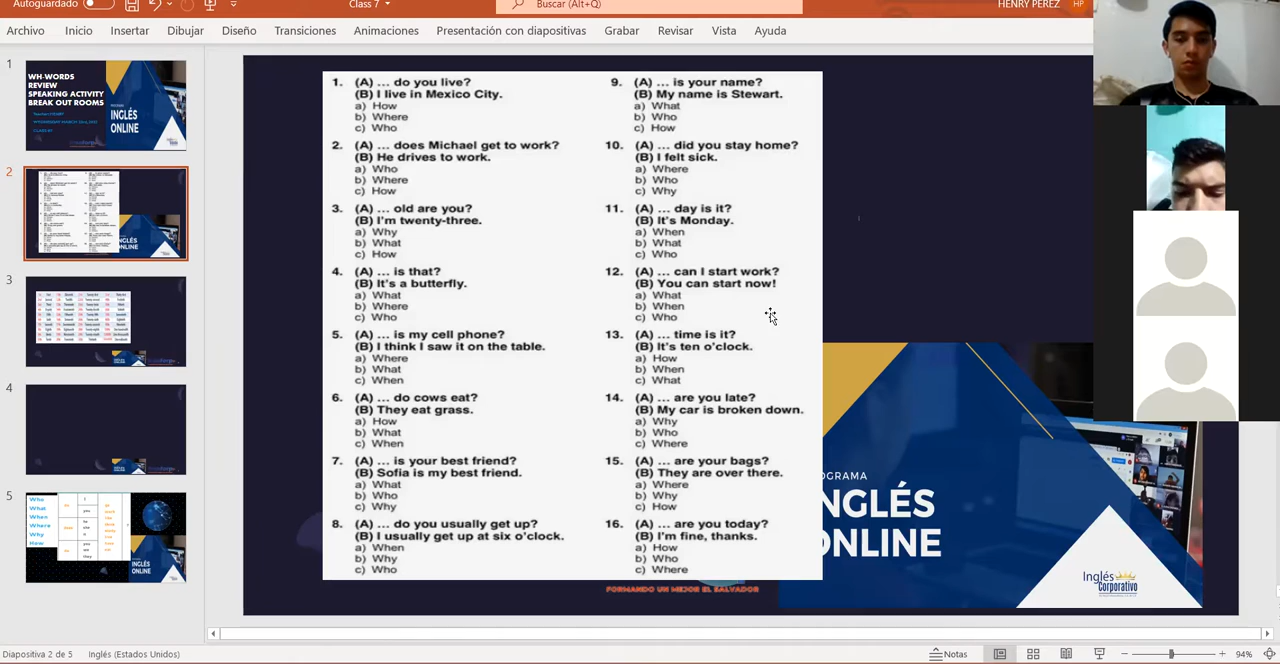 Autoguardado
Class 7
Buscar (Alt+Q)
HENRY PEREZ
HP
Archivo
Inicio
Insertar
Dibujar
Diseño
Transiciones
Animaciones
Presentación con diapositivas
Grabar
Revisar
Vista
Ayuda
1
WH-WORDS
REVIEW
SPEAKING ACTIVITY
BREAK OUT ROOMS
INGLÉS
ONLINE
2
3
4
5
Who
What
When
Where
Why
How
INGLÉS
ONLINE
1. (A) ... do you live?
(B) I live in Mexico City.
a) How
b) Where
c) Who
2. (A) ... does Michael get to work?
(B) He drives to work.
a) Who
b) Where
c) How
3. (A) ... old are you?
(B) I'm twenty-three.
a) Why
b) What
c) How
4. (A) ... is that?
(B) It's a butterfly.
a) What
b) Where
c) How
5. (A) ... is my cell phone?
(B) I think I saw it on the table.
a) Where
b) What
c) When
6. (A) ... do cows eat?
(B) They eat grass.
a) How
b) What
c) When
7. (A) ... is your best friend?
(B) Sofia is my best friend.
a) What
b) Who
c) Why
8. (A) ... do you usually get up?
(B) I usually get up at six o'clock.
a) When
b) Why
c) Who
9. (A) ... is your name?
(B) My name is Stewart.
a) What
b) Who
c) How
10. (A) ... did you stay home?
(B) I felt sick.
a) Where
b) Who
c) Why
11. (A) ... day is it?
(B) It's Monday.
a) When
b) What
c) Who
12. (A) ... can I start work?
(B) You can start now!
a) What
b) When
c) Who
13. (A) ... time is it?
(B) It's ten o'clock.
a) How
b) When
c) What
14. (A) ... are you late?
(B) My car is broken down.
a) Why
b) Who
c) Where
15. (A) ... are your bags?
(B) They are over there.
a) Where
b) Why
c) How
16. (A) ... are you today?
(B) I'm fine, thanks.
a) How
b) Who
c) Where
OGRAMA
INGLÉS
ONLINE
Inglés
Corporativo
FORMANDO UN MEJOR EL SALVADOR
Diapositiva 2 de 5
Inglés (Estados Unidos)
Notas
94%